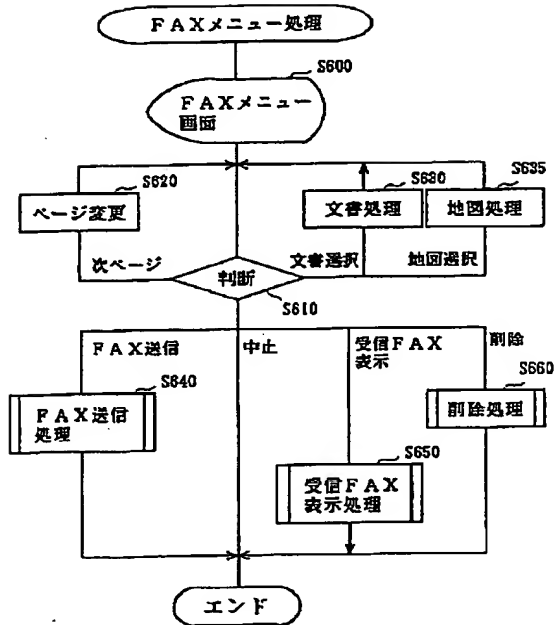 ＦＡＸメニュー処理
S600
ＦＡＸメニュー
画面
S620
S630
S635
ページ変更
文書処理
地図処理
次ページ
判断
文書選択
地図選択
S610
ＦＡＸ送信
中止
受信ＦＡＸ
表示
削除
S640
S660
ＦＡＸ送信
処理
削除処理
S650
受信ＦＡＸ
表示処理
エンド